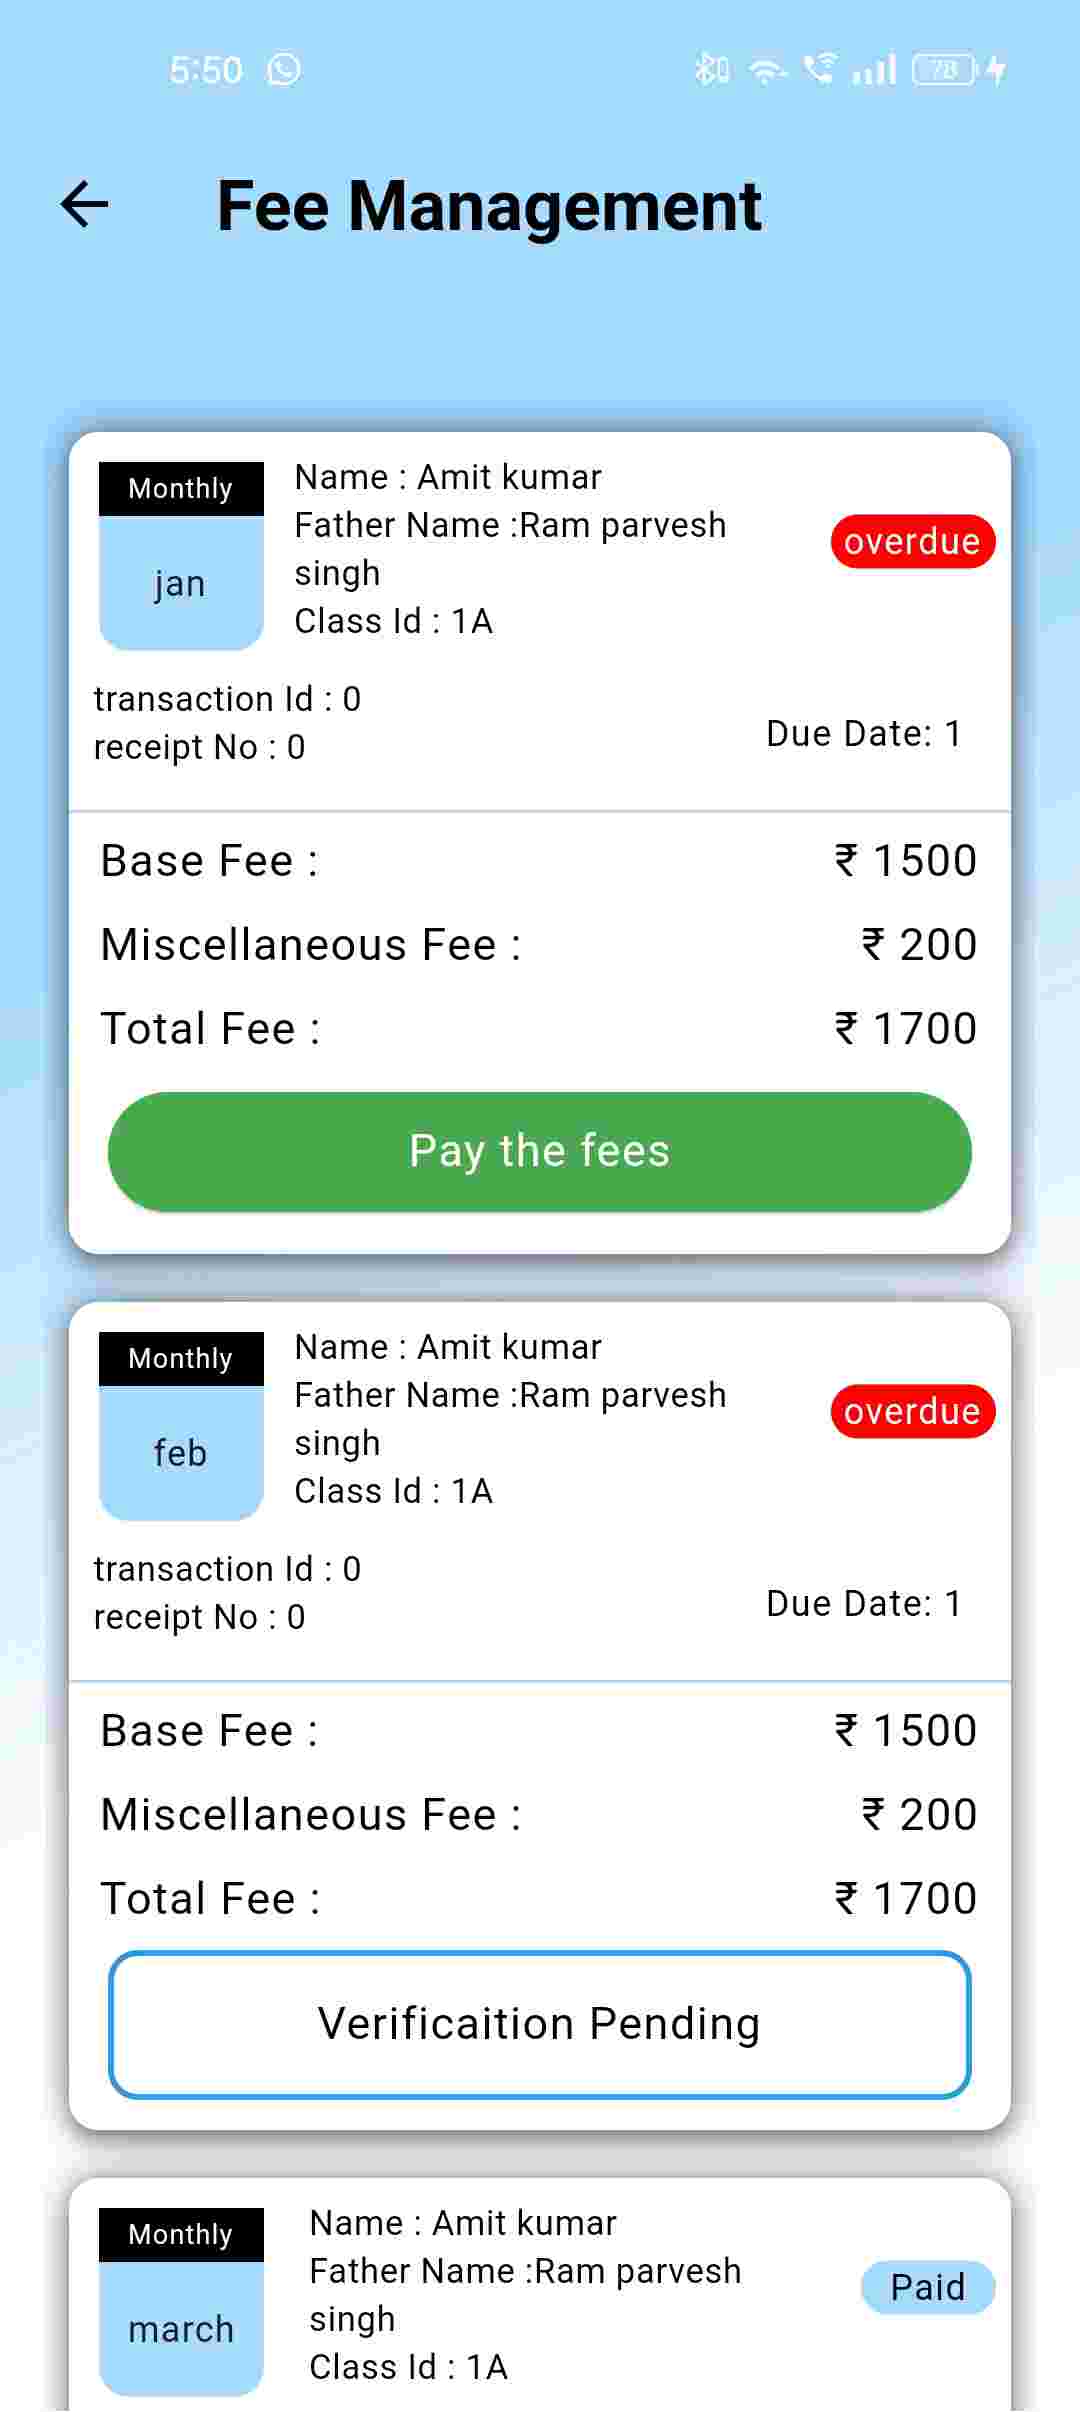 5:50
78
Fee Management
Monthly
jan
Name : Amit kumar
Father Name :Ram parvesh
singh
Class Id : 1A
overdue
transaction Id : 0
receipt No : 0
Due Date: 1
Base Fee : ₹ 1500
Miscellaneous Fee : ₹ 200
Total Fee : ₹ 1700
Pay the fees
Monthly
feb
Name : Amit kumar
Father Name :Ram parvesh
singh
Class Id : 1A
overdue
transaction Id : 0
receipt No : 0
Due Date: 1
Base Fee : ₹ 1500
Miscellaneous Fee : ₹ 200
Total Fee : ₹ 1700
Verificaition Pending
Monthly
march
Name : Amit kumar
Father Name :Ram parvesh
singh
Class Id : 1A
Paid